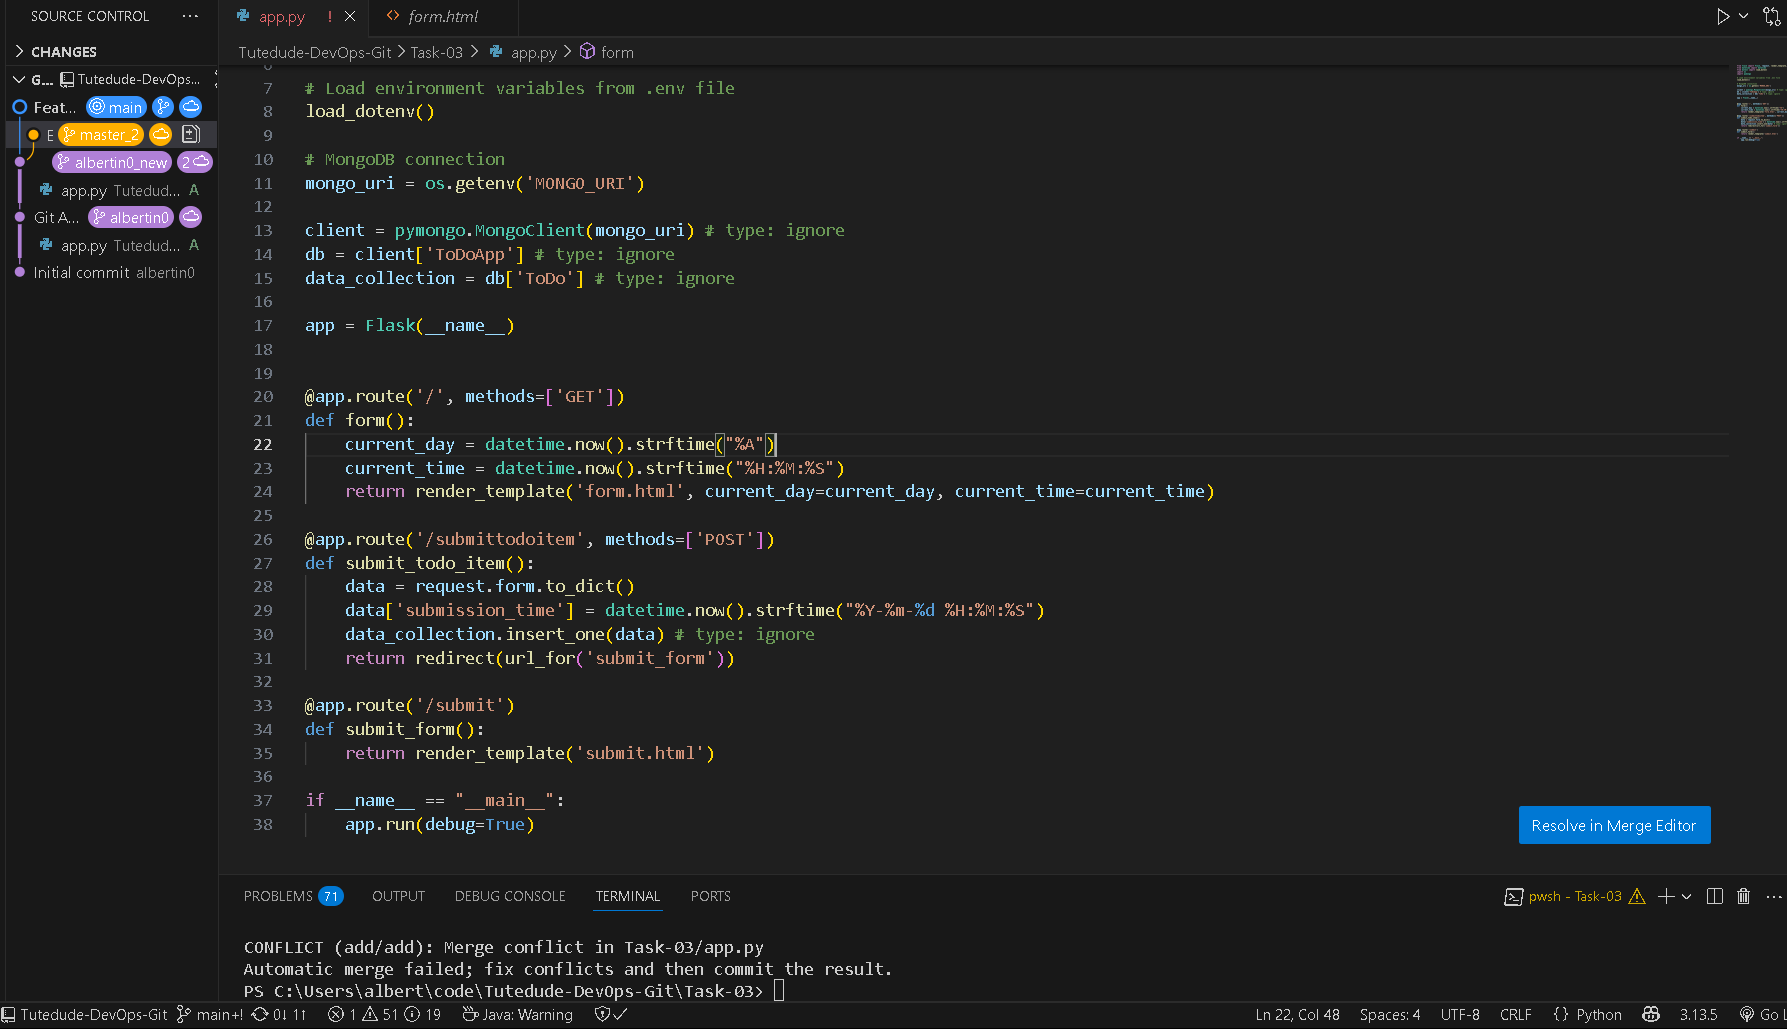 SOURCE CONTROL ···
CHANGES
G... Tutedude-DevOps...
Feat... main
E master_2
albertin0_new 2
app.py Tutedud... A
Git A... albertin0
app.py Tutedud... A
Initial commit albertin0
app.py ! form.html
Tutedude-DevOps-Git > Task-03 > app.py > form
7 # Load environment variables from .env file
8 load_dotenv()
9
10 # MongoDB connection
11 mongo_uri = os.getenv('MONGO_URI')
12
13 client = pymongo.MongoClient(mongo_uri) # type: ignore
14 db = client['ToDoApp'] # type: ignore
15 data_collection = db['ToDo'] # type: ignore
16
17 app = Flask(__name__)
18
19
20 @app.route('/', methods=['GET'])
21 def form():
22 current_day = datetime.now().strftime("%A")
23 current_time = datetime.now().strftime("%H:%M:%S")
24 return render_template('form.html', current_day=current_day, current_time=current_time)
25
26 @app.route('/submittodoitem', methods=['POST'])
27 def submit_todo_item():
28 data = request.form.to_dict()
29 data['submission_time'] = datetime.now().strftime("%Y-%m-%d %H:%M:%S")
30 data_collection.insert_one(data) # type: ignore
31 return redirect(url_for('submit_form'))
32
33 @app.route('/submit')
34 def submit_form():
35 return render_template('submit.html')
36
37 if __name__ == "__main__":
38 app.run(debug=True)
Resolve in Merge Editor
PROBLEMS 71 OUTPUT DEBUG CONSOLE TERMINAL PORTS pwsh - Task-03
CONFLICT (add/add): Merge conflict in Task-03/app.py
Automatic merge failed; fix conflicts and then commit the result.
PS C:\Users\albert\code\Tutedude-DevOps-Git\Task-03>
Tutedude-DevOps-Git main+! 0↓ 1↑ 1 51 19 Java: Warning Ln 22, Col 48 Spaces: 4 UTF-8 CRLF {} Python 3.13.5 Go L